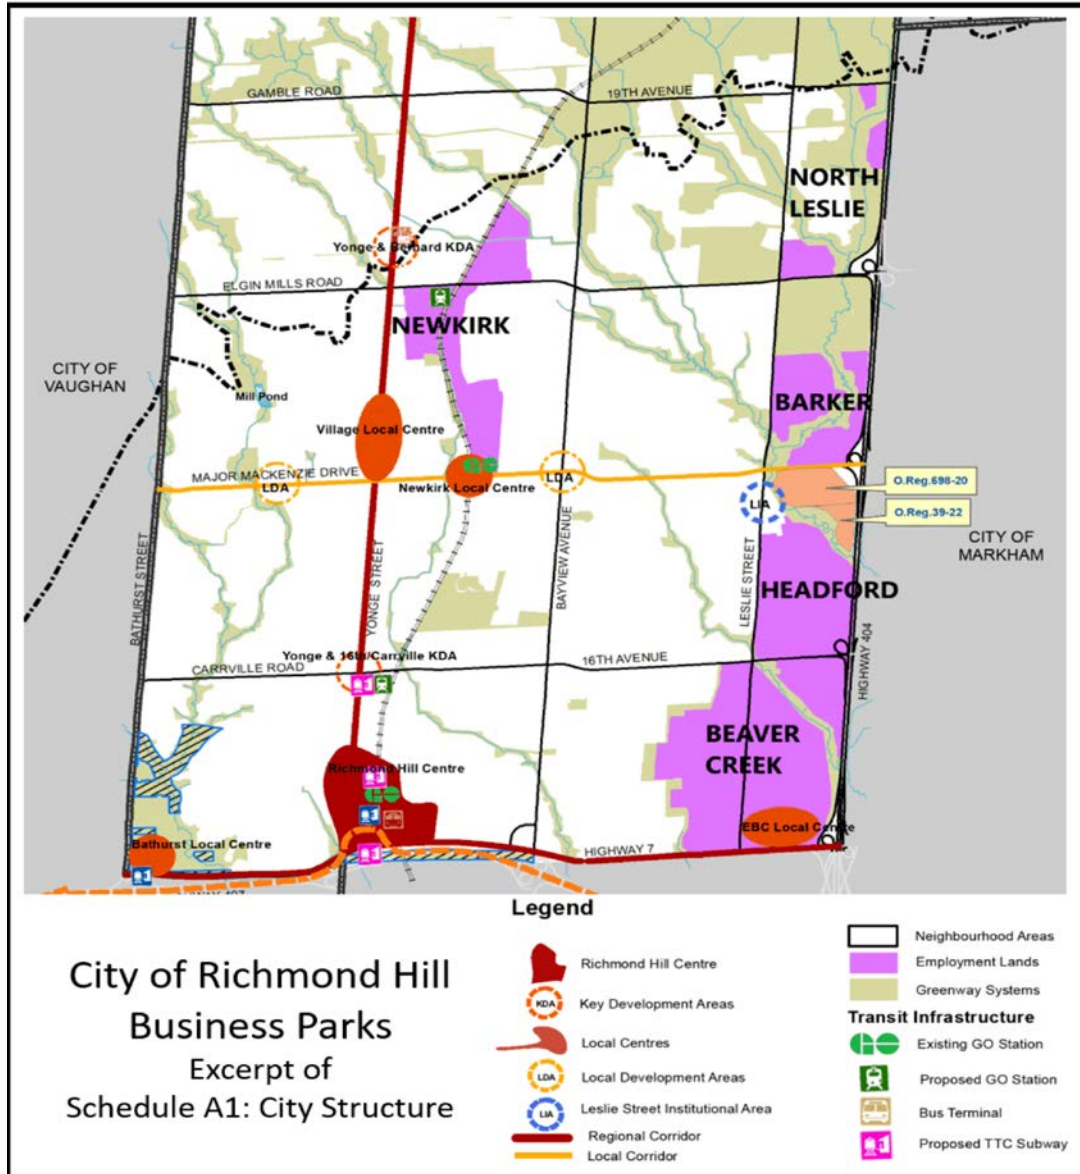 GAMBLE ROAD
19TH AVENUE
NORTH
LESLIE
Yonge & Bernard KDA
ELGIN MILLS ROAD
NEWKIRK
CITY OF
VAUGHAN
Mill Pond
BARKER
Village Local Centre
MAJOR MACKENZIE DRIVE
LDA
Newkirk Local Centre
LDA
O.Reg.698-20
LIA
O.Reg.39-22
CITY OF
MARKHAM
BATHURST STREET
YONGE STREET
BAYVIEW AVENUE
LESLIE STREET
HEADFORD
HIGHWAY 404
Yonge & 16th/Carrville KDA
CARRVILLE ROAD
16TH AVENUE
BEAVER
CREEK
Richmond Hill Centre
EBC Local Centre
Bathurst Local Centre
HIGHWAY 7
Legend
City of Richmond Hill
Business Parks
Excerpt of
Schedule A1: City Structure
Richmond Hill Centre
KDA
Key Development Areas
Local Centres
LDA
Local Development Areas
LIA
Leslie Street Institutional Area
Regional Corridor
Local Corridor
Neighbourhood Areas
Employment Lands
Greenway Systems
Transit Infrastructure
Existing GO Station
Proposed GO Station
Bus Terminal
Proposed TTC Subway